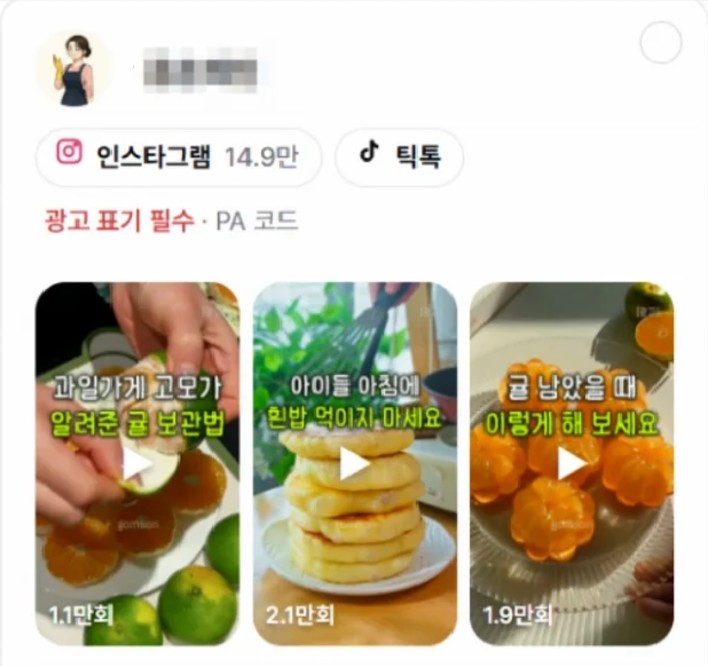 인스타그램 14.9만
틱톡
광고 표기 필수 · PA 코드
과일가게 고모가
알려준 귤 보관법
gomson
1.1만회
아이들 아침에
흰밥 먹이지 마세요
2.1만회
귤 남았을 때
이렇게 해 보세요
gomson
1.9만회